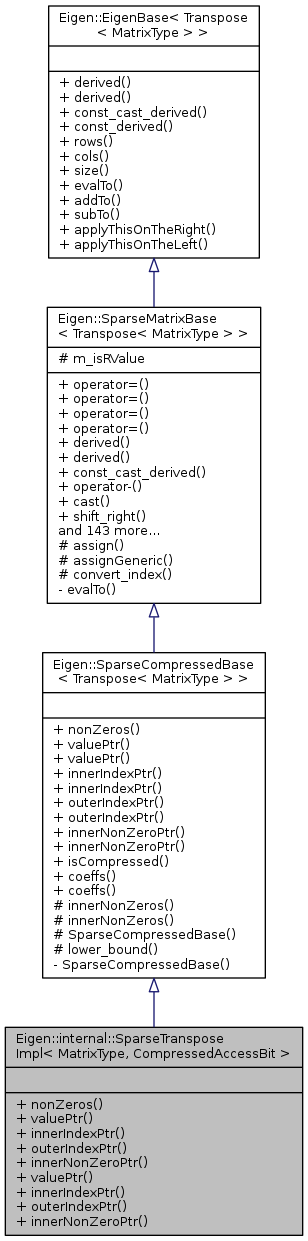 Eigen::EigenBase< Transpose
< MatrixType > >
+ derived()
+ derived()
+ const_cast_derived()
+ const_derived()
+ rows()
+ cols()
+ size()
+ evalTo()
+ addTo()
+ subTo()
+ applyThisOnTheRight()
+ applyThisOnTheLeft()
Eigen::SparseMatrixBase
< Transpose< MatrixType > >
# m_isRValue
+ operator=()
+ operator=()
+ operator=()
+ operator=()
+ derived()
+ derived()
+ const_cast_derived()
+ operator-()
+ cast()
+ shift_right()
and 143 more...
# assign()
# assignGeneric()
# convert_index()
- evalTo()
Eigen::SparseCompressedBase
< Transpose< MatrixType > >
+ nonZeros()
+ valuePtr()
+ valuePtr()
+ innerIndexPtr()
+ innerIndexPtr()
+ outerIndexPtr()
+ outerIndexPtr()
+ innerNonZeroPtr()
+ innerNonZeroPtr()
+ isCompressed()
+ coeffs()
+ coeffs()
# innerNonZeros()
# innerNonZeros()
# SparseCompressedBase()
# lower_bound()
- SparseCompressedBase()
Eigen::internal::SparseTranspose
Impl< MatrixType, CompressedAccessBit >
+ nonZeros()
+ valuePtr()
+ innerIndexPtr()
+ outerIndexPtr()
+ innerNonZeroPtr()
+ valuePtr()
+ innerIndexPtr()
+ outerIndexPtr()
+ innerNonZeroPtr()